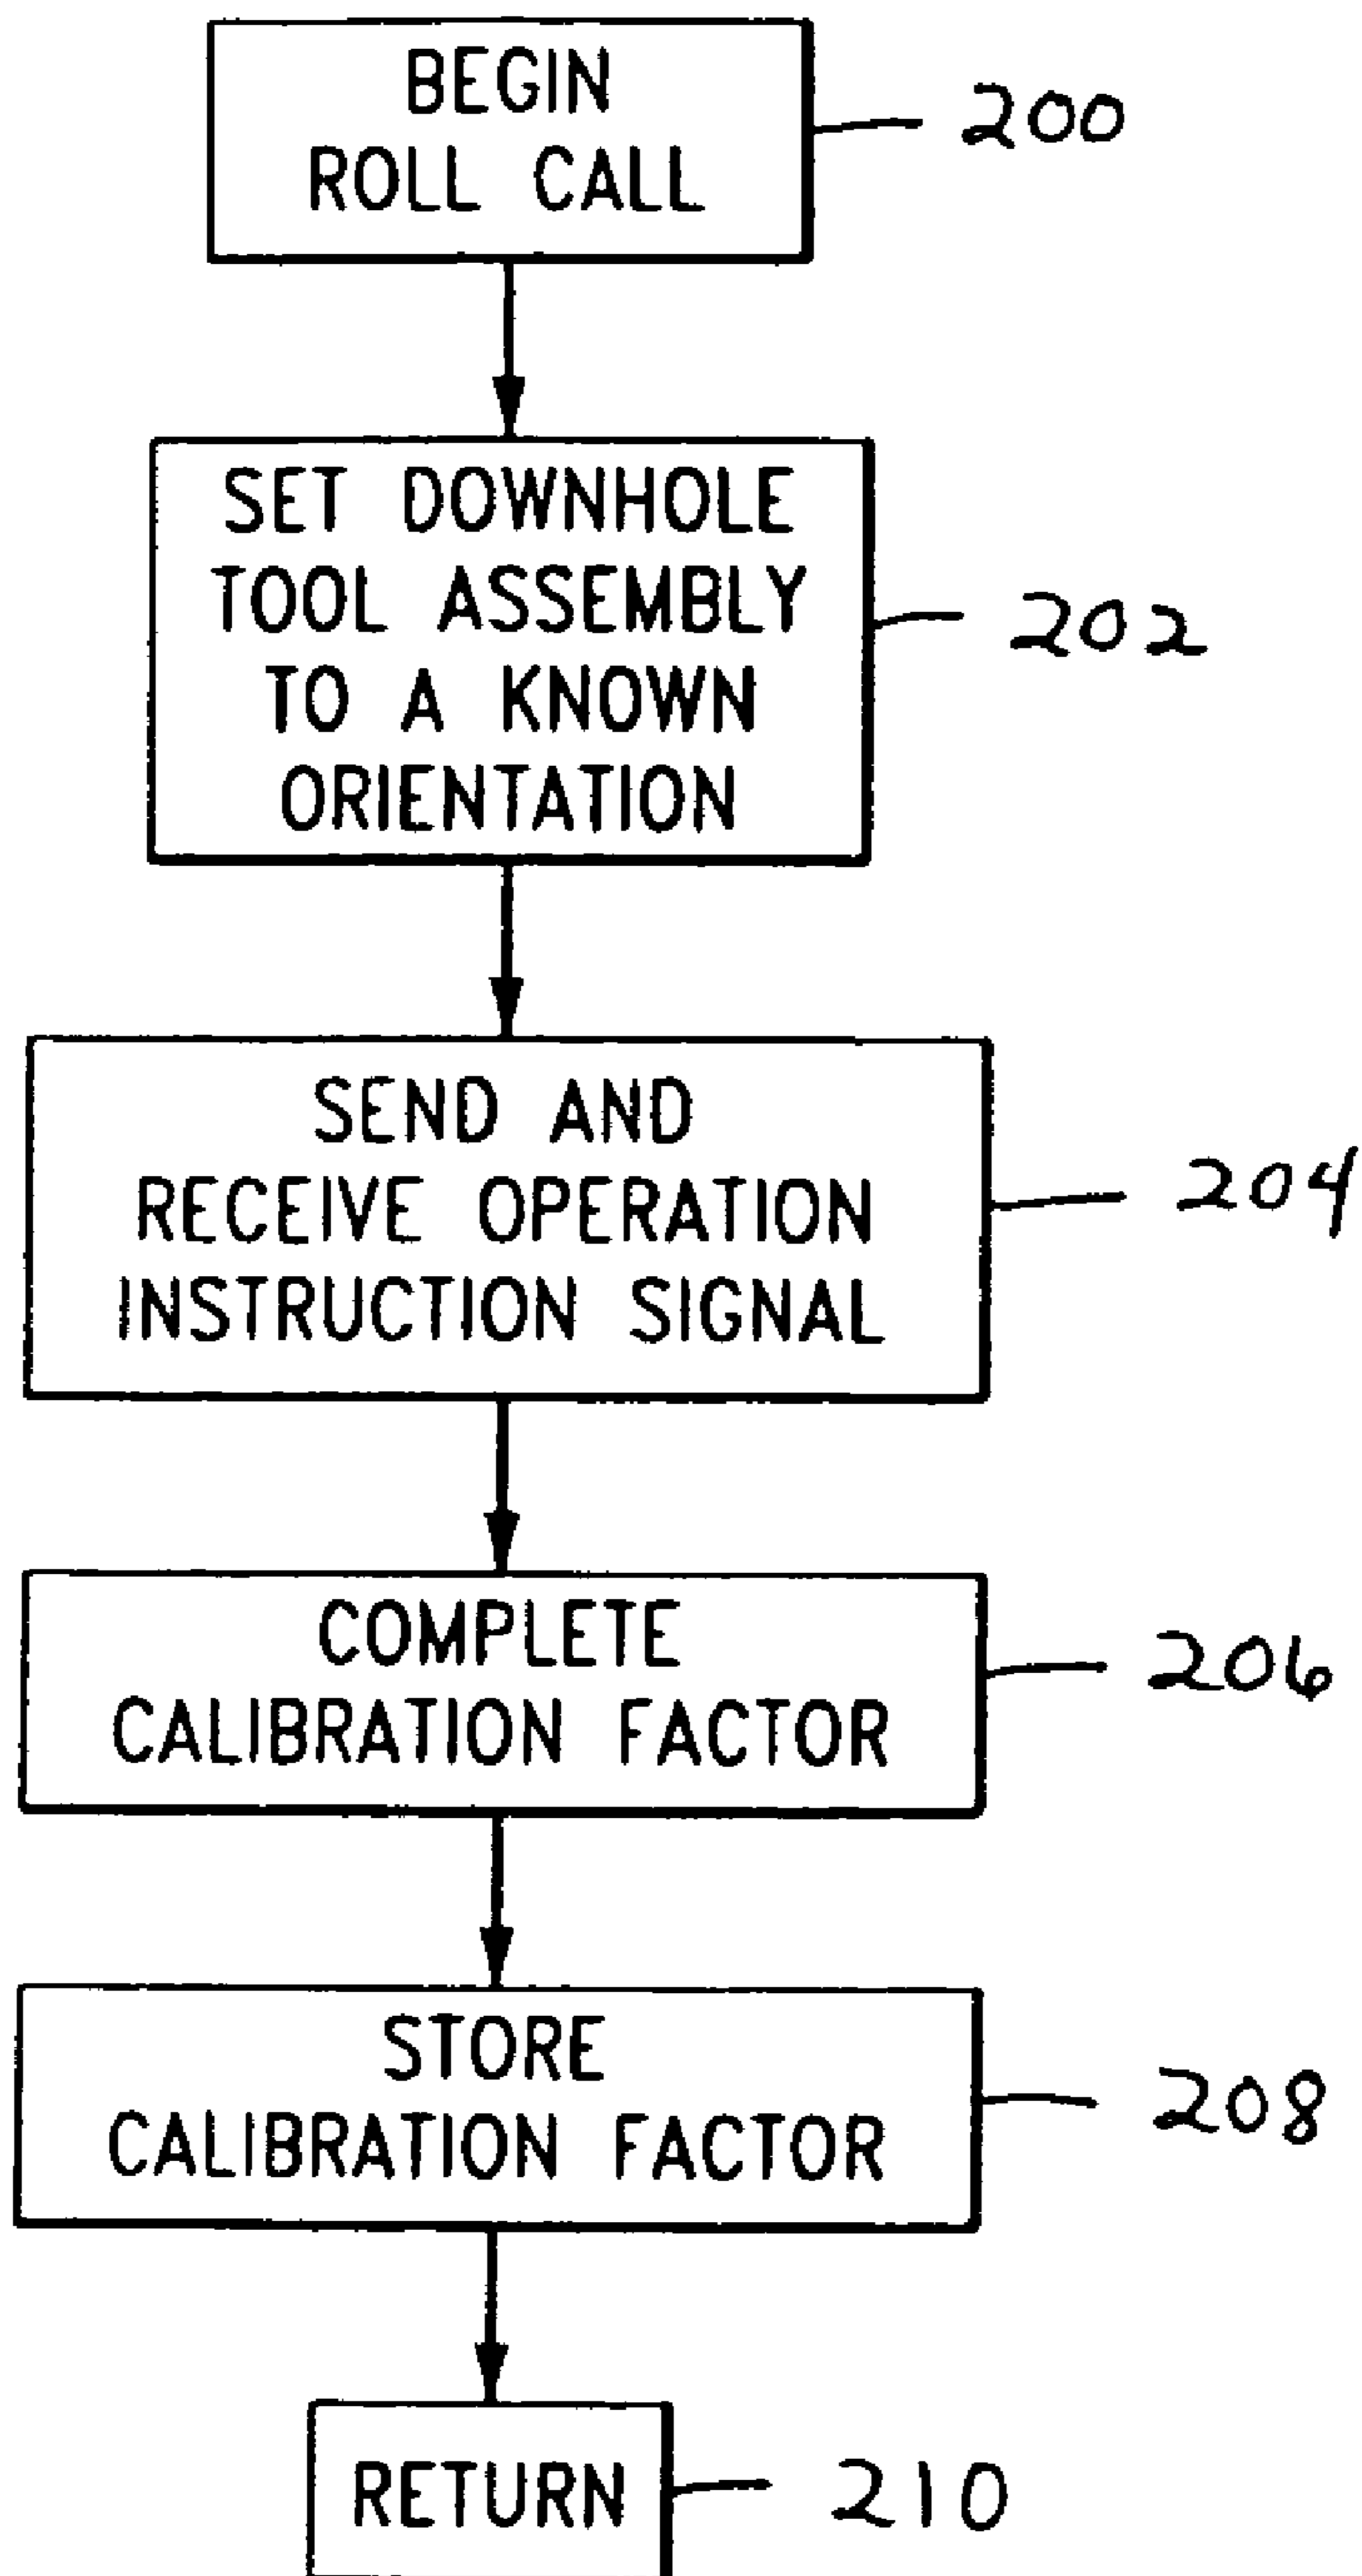 BEGIN
ROLL CALL
200
SET DOWNHOLE
TOOL ASSEMBLY
TO A KNOWN
ORIENTATION
202
SEND AND
RECEIVE OPERATION
INSTRUCTION SIGNAL
204
COMPLETE
CALIBRATION FACTOR
206
STORE
CALIBRATION FACTOR
208
RETURN
210